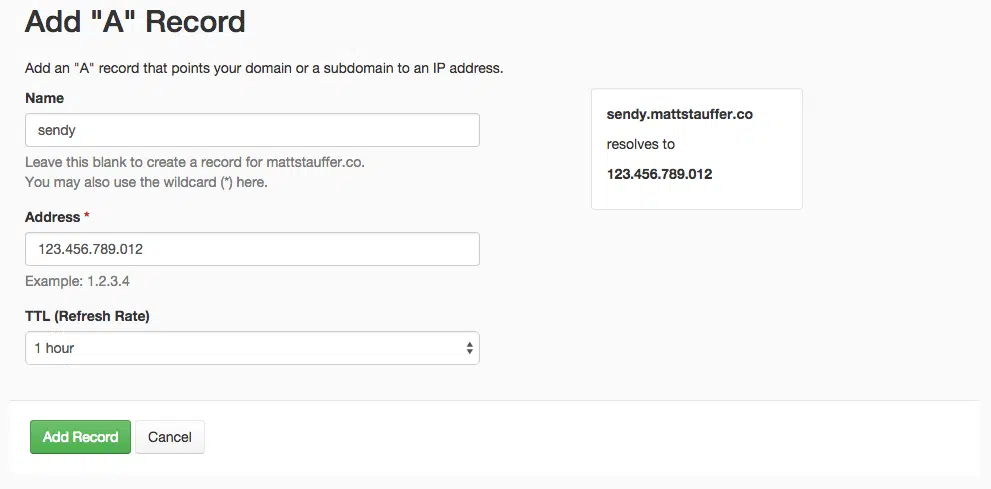 Add "A" Record
Add an "A" record that points your domain or a subdomain to an IP address.
Name
sendy
Leave this blank to create a record for mattstauffer.co.
You may also use the wildcard (*) here.
sendy.mattstauffer.co
resolves to
123.456.789.012
Address *
123.456.789.012
Example: 1.2.3.4
TTL (Refresh Rate)
1 hour
Add Record
Cancel